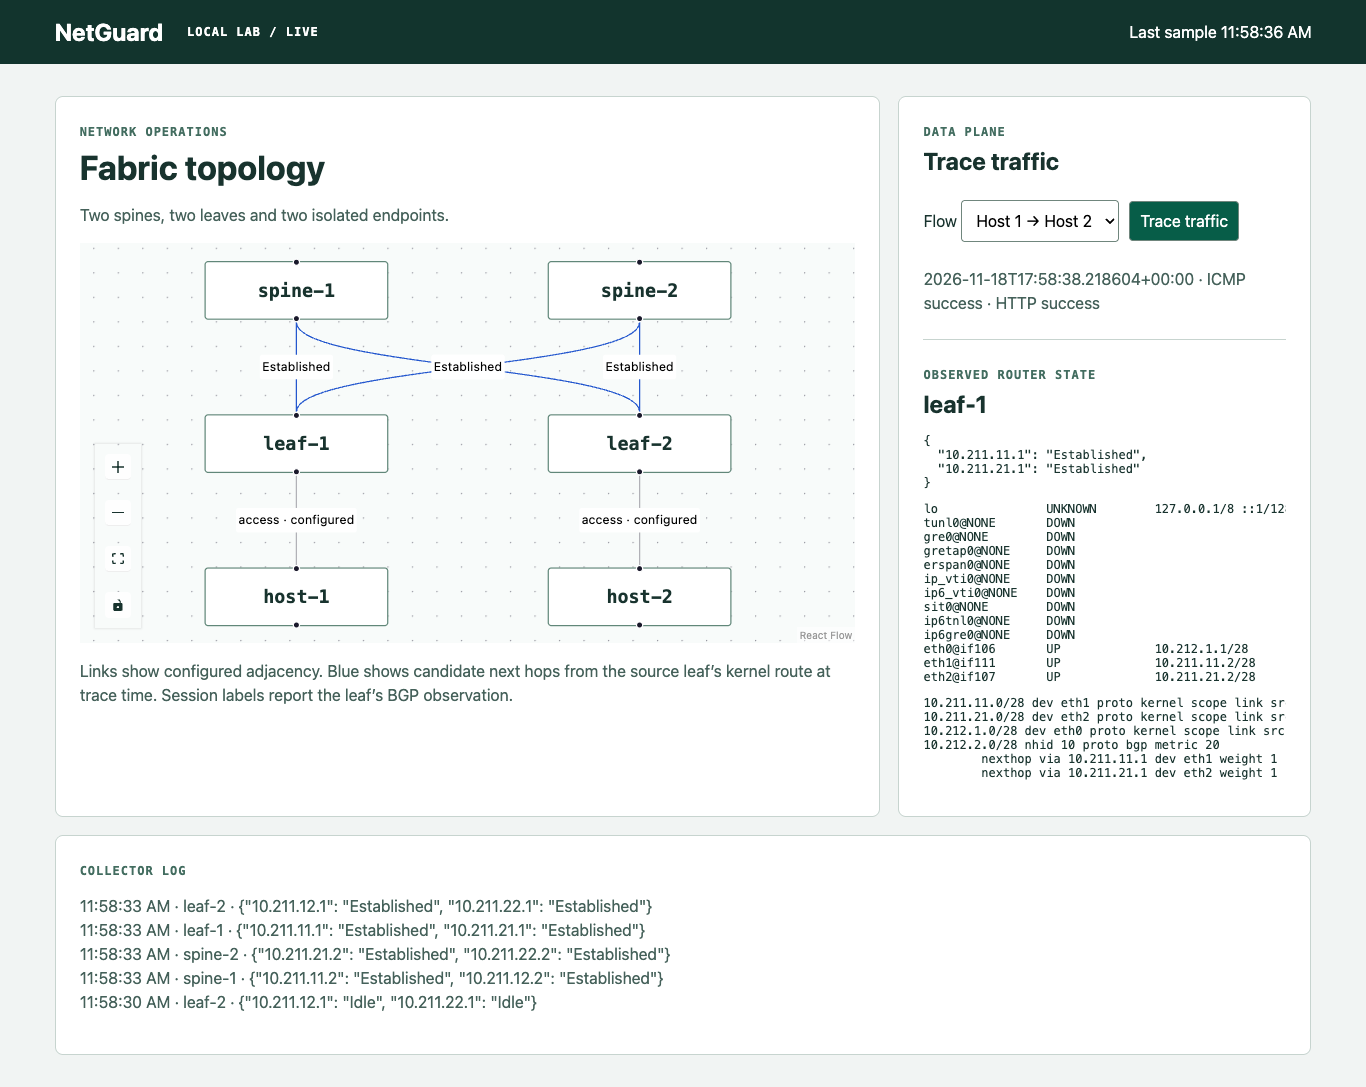 NetGuard
LOCAL LAB / LIVE
Last sample 11:58:36 AM
NETWORK OPERATIONS
Fabric topology
Two spines, two leaves and two isolated endpoints.
spine-1
spine-2
Established
Established
Established
leaf-1
leaf-2
access · configured
access · configured
host-1
host-2
React Flow
Links show configured adjacency. Blue shows candidate next hops from the source leaf’s kernel route at
trace time. Session labels report the leaf’s BGP observation.
DATA PLANE
Trace traffic
Flow
Host 1 → Host 2
Trace traffic
2026-11-18T17:58:38.218604+00:00 · ICMP
success · HTTP success
OBSERVED ROUTER STATE
leaf-1
{
"10.211.11.1": "Established",
"10.211.21.1": "Established"
}
lo UNKNOWN 127.0.0.1/8 ::1/12
tunl0@NONE DOWN
gre0@NONE DOWN
gretap0@NONE DOWN
erspan0@NONE DOWN
ip_vti0@NONE DOWN
ip6_vti0@NONE DOWN
sit0@NONE DOWN
ip6tnl0@NONE DOWN
ip6gre0@NONE DOWN
eth0@if106 UP 10.212.1.1/28
eth1@if111 UP 10.211.11.2/28
eth2@if107 UP 10.211.21.2/28
10.211.11.0/28 dev eth1 proto kernel scope link sr
10.211.21.0/28 dev eth2 proto kernel scope link sr
10.212.1.0/28 dev eth0 proto kernel scope link src
10.212.2.0/28 nhid 10 proto bgp metric 20
nexthop via 10.211.11.1 dev eth1 weight 1
nexthop via 10.211.21.1 dev eth2 weight 1
COLLECTOR LOG
11:58:33 AM · leaf-2 · {"10.211.12.1": "Established", "10.211.22.1": "Established"}
11:58:33 AM · leaf-1 · {"10.211.11.1": "Established", "10.211.21.1": "Established"}
11:58:33 AM · spine-2 · {"10.211.21.2": "Established", "10.211.22.2": "Established"}
11:58:33 AM · spine-1 · {"10.211.11.2": "Established", "10.211.12.2": "Established"}
11:58:30 AM · leaf-2 · {"10.211.12.1": "Idle", "10.211.22.1": "Idle"}